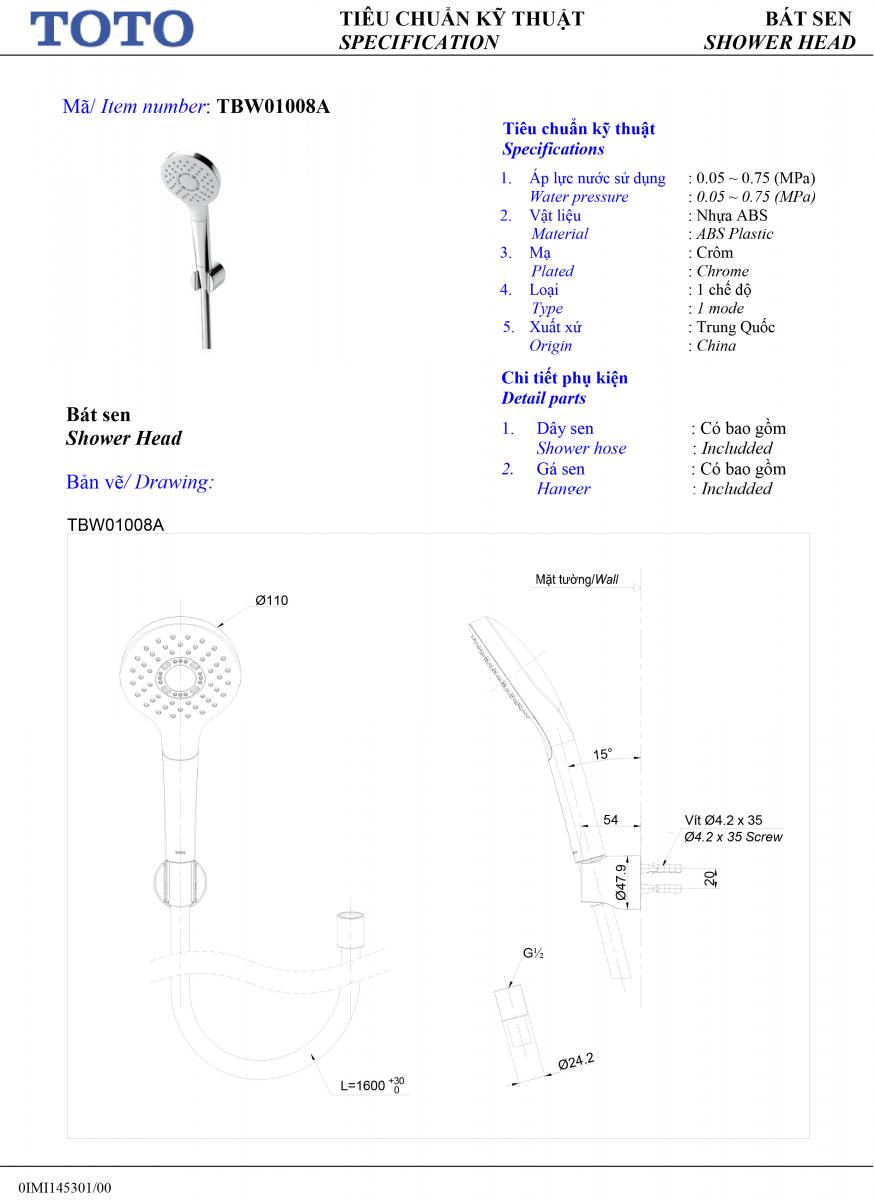 TOTO
TIÊU CHUẨN KỸ THUẬT
SPECIFICATION
BÁT SEN
SHOWER HEAD
Mã/ Item number: TBW01008A
Tiêu chuẩn kỹ thuật
Specifications
1. Áp lực nước sử dụng : 0.05 ~ 0.75 (MPa)
Water pressure : 0.05 ~ 0.75 (MPa)
2. Vật liệu : Nhựa ABS
Material : ABS Plastic
3. Mạ : Crôm
Plated : Chrome
4. Loại : 1 chế độ
Type : 1 mode
5. Xuất xứ : Trung Quốc
Origin : China
Chi tiết phụ kiện
Detail parts
1. Dây sen : Có bao gồm
Shower hose : Includded
2. Gá sen : Có bao gồm
Hanger : Includded
Bát sen
Shower Head
Bản vẽ/ Drawing:
TBW01008A
Mặt tường/Wall
Ø110
15°
54
Vít Ø4.2 x 35
Ø4.2 x 35 Screw
TOTO
Ø47.9
20
G½
Ø24.2
L=1600 +30 0
0IMI145301/00